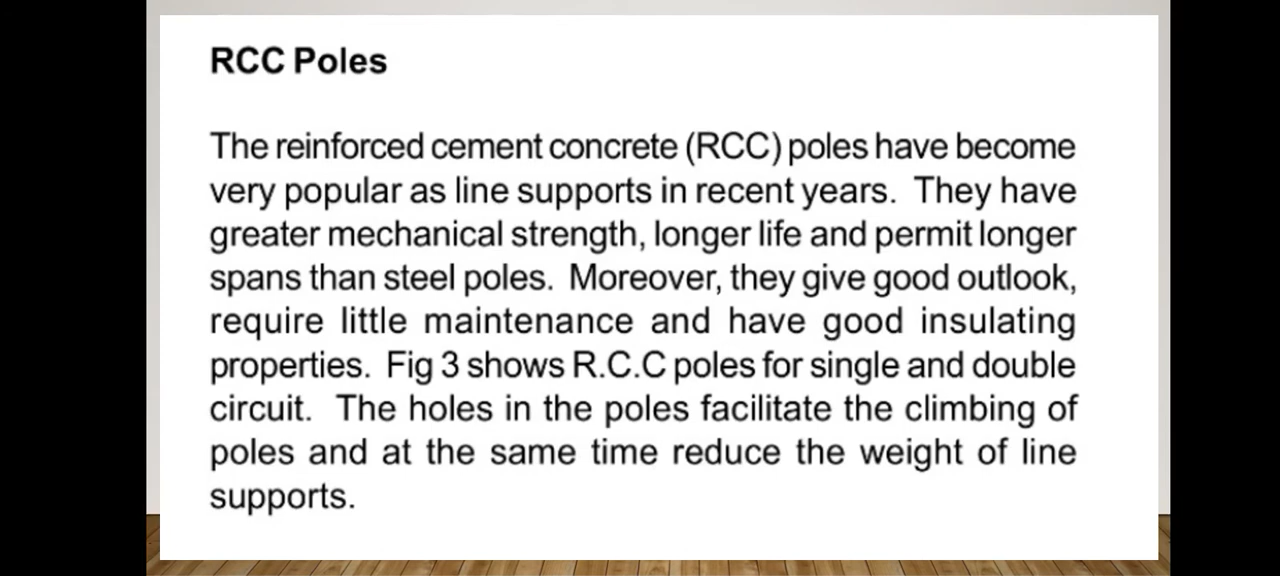 RCC Poles
The reinforced cement concrete (RCC) poles have become
very popular as line supports in recent years. They have
greater mechanical strength, longer life and permit longer
spans than steel poles. Moreover, they give good outlook,
require little maintenance and have good insulating
properties. Fig 3 shows R.C.C poles for single and double
circuit. The holes in the poles facilitate the climbing of
poles and at the same time reduce the weight of line
supports.